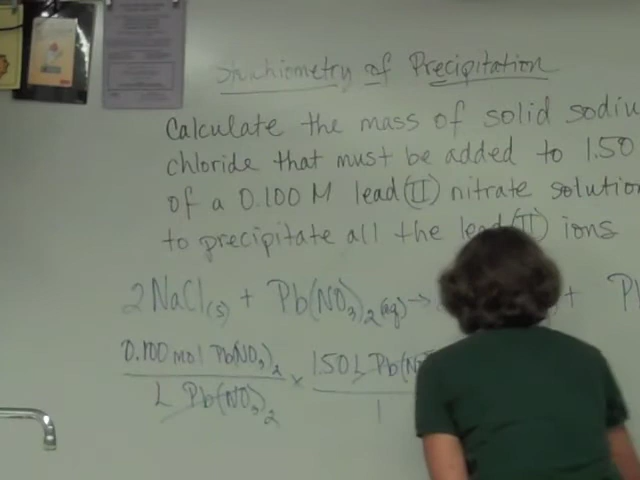 Stoichiometry of Precipitation
Calculate the mass of solid sodiu
chloride that must be added to 1.50
of a 0.100 M lead (II) nitrate solution
to precipitate all the lead (II) ions
2NaCl(s) + Pb(NO3)2 (aq) → + P
0.100 mol Pb(NO3)2 × 1.50 L Pb(N
L Pb(NO3)2 1